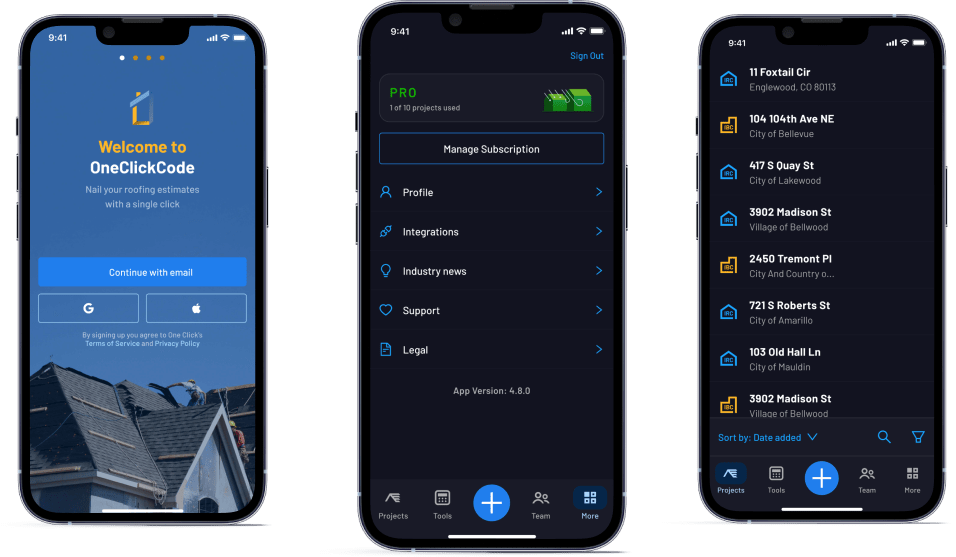 9:41
Welcome to
OneClickCode
Nail your roofing estimates
with a single click
Continue with email
G
By signing up you agree to One Click's
Terms of Service and Privacy Policy
9:41
Sign Out
PRO
1 of 10 projects used
Manage Subscription
Profile
Integrations
Industry news
Support
Legal
App Version: 4.8.0
Projects
Tools
Team
More
9:41
IRC
11 Foxtail Cir
Englewood, CO 80113
IBC
104 104th Ave NE
City of Bellevue
IRC
417 S Quay St
City of Lakewood
IRC
3902 Madison St
Village of Bellwood
IBC
2450 Tremont Pl
City And Country o...
IRC
721 S Roberts St
City of Amarillo
IRC
103 Old Hall Ln
City of Mauldin
IBC
3902 Madison St
Village of Bellwood
Sort by: Date added
Projects
Tools
Team
More